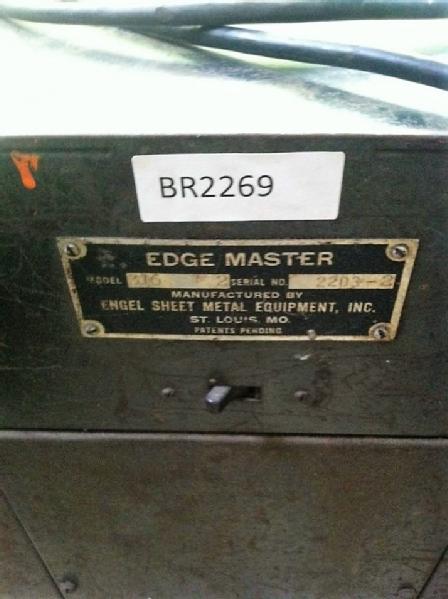 BR2269
EDGE MASTER
MODEL 2 SERIAL NO. 2203-2
MANUFACTURED BY
ENGEL SHEET METAL EQUIPMENT, INC.
ST. LOUIS, MO.
PATENTS PENDING